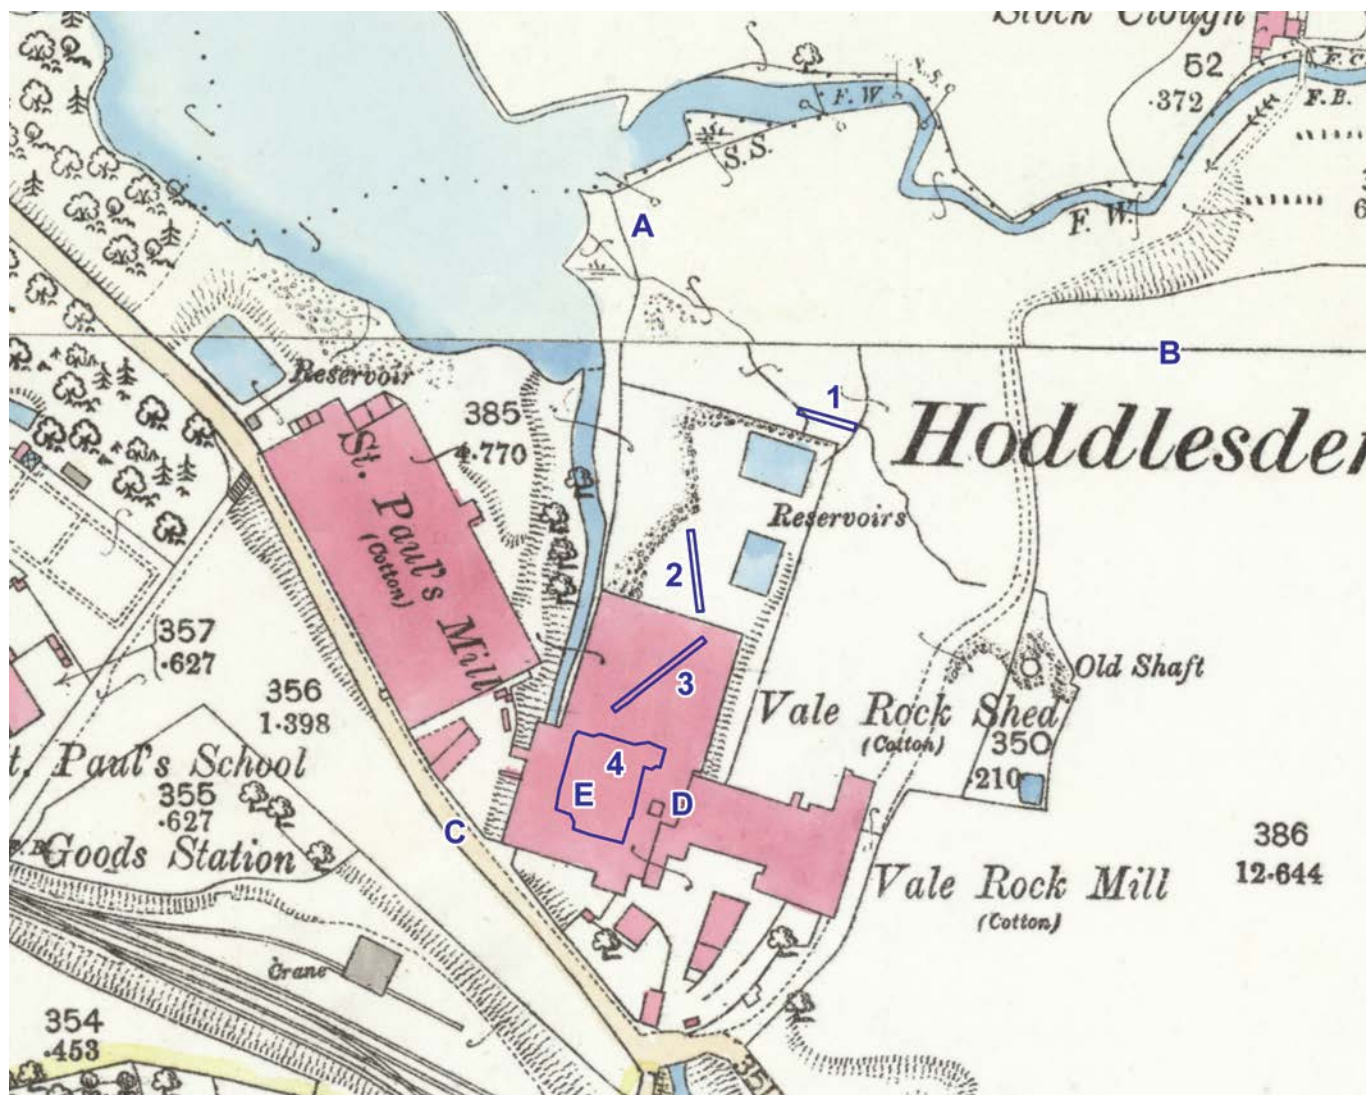 Stock Clough
52
·372
F.C.
F.B.
F. W.
S.S.
F. W.
A
B
Reservoir
1
385
4·770
Hoddlesden
St. Paul's Mill
(Cotton)
Reservoirs
2
357
·627
356
1·398
3
Old Shaft
Vale Rock Shed
(Cotton)
350
·210
t. Paul's School
355
·627
4
E
D
C
Goods Station
386
12·644
Vale Rock Mill
(Cotton)
Crane
354
·453